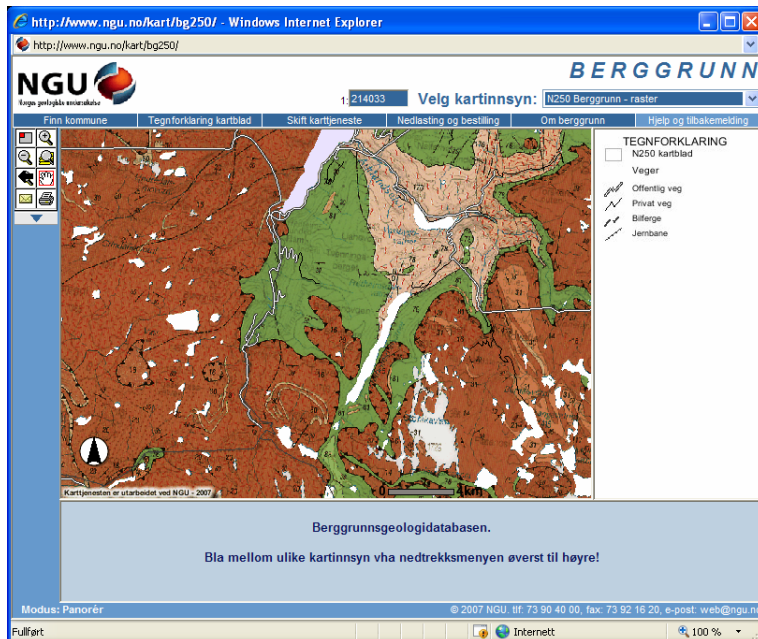 http://www.ngu.no/kart/bg250/ - Windows Internet Explorer
http://www.ngu.no/kart/bg250/
NGU
Norges geologiske undersøkelse
BERGGRUNN
1: 214033 Velg kartinnsyn: N250 Berggrunn - raster
Finn kommune Tegnforklaring kartblad Skift karttjeneste Nedlasting og bestilling Om berggrunn Hjelp og tilbakemelding
TEGNFORKLARING
N250 kartblad
Veger
Offentlig veg
Privat veg
Bilferge
Jernbane
Karttjenesten er utarbeidet ved NGU - 2007
0 4km
Berggrunnsgeologidatabasen.
Bla mellom ulike kartinnsyn vha nedtrekksmenyen øverst til høyre!
Modus: Panorèr © 2007 NGU. tlf: 73 90 40 00, fax: 73 92 16 20, e-post: web@ngu.no
Fullført Internett 100 %